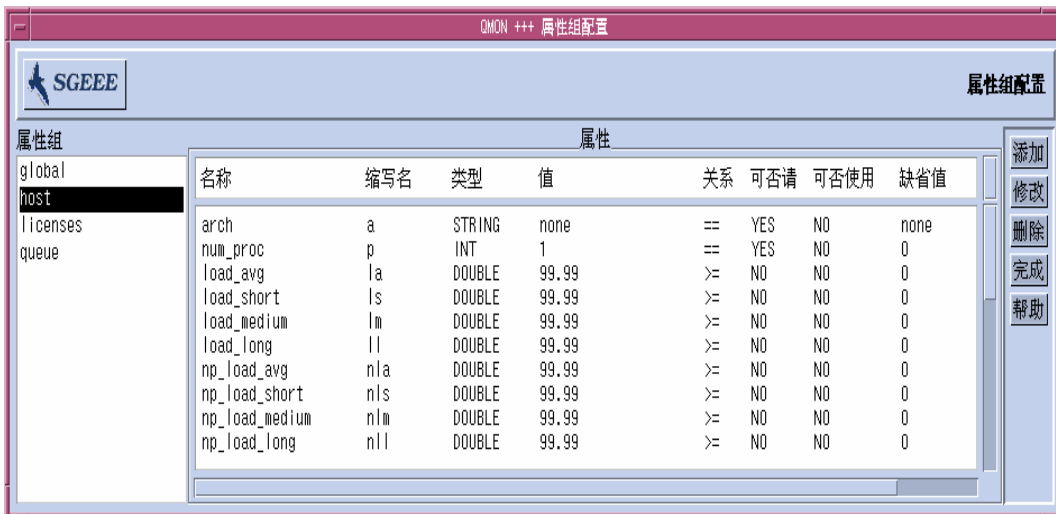 QMON +++ 属性组配置
SGEEE
属性组配置
属性组
属性
global
host
licenses
queue
名称 缩写名 类型 值 关系 可否请 可否使用 缺省值
arch a STRING none == YES NO none
num_proc p INT 1 == YES NO 0
load_avg la DOUBLE 99.99 >= NO NO 0
load_short ls DOUBLE 99.99 >= NO NO 0
load_medium lm DOUBLE 99.99 >= NO NO 0
load_long ll DOUBLE 99.99 >= NO NO 0
np_load_avg nla DOUBLE 99.99 >= NO NO 0
np_load_short nls DOUBLE 99.99 >= NO NO 0
np_load_medium nlm DOUBLE 99.99 >= NO NO 0
np_load_long nll DOUBLE 99.99 >= NO NO 0
添加
修改
删除
完成
帮助